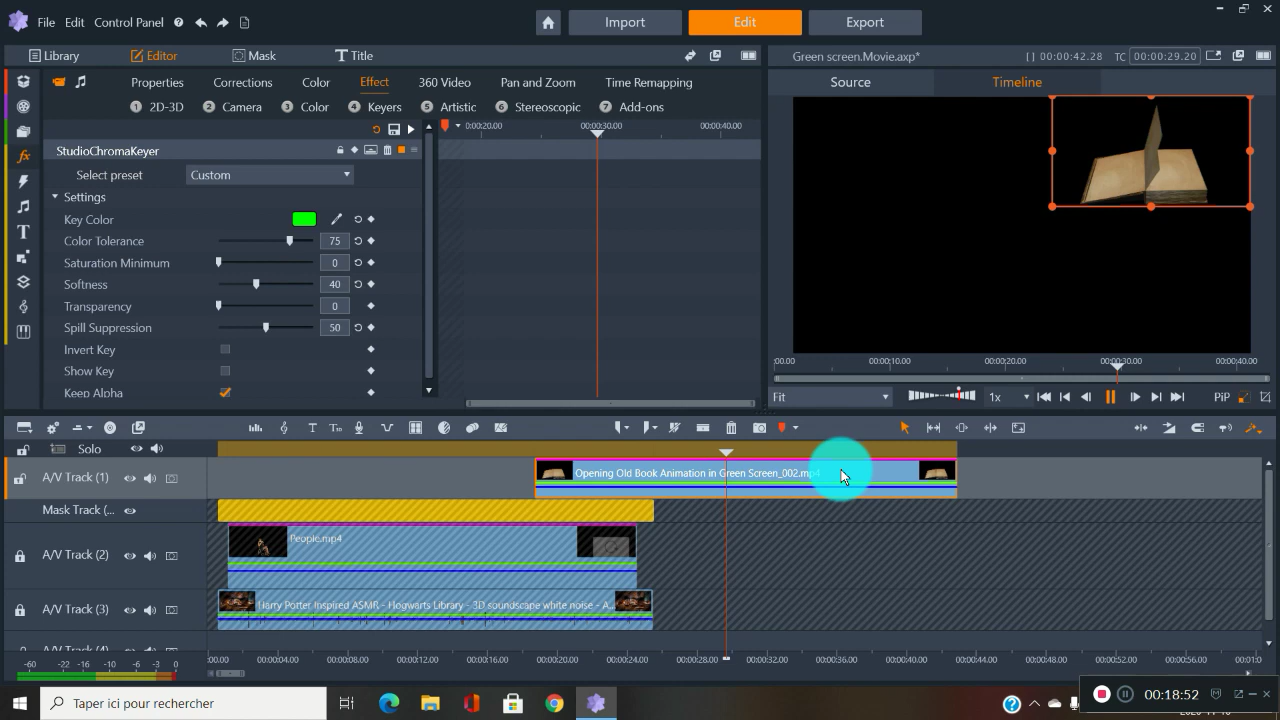 File Edit Control Panel
Import Edit Export
Library Editor Mask Title
Green screen.Movie.axp*
[ ] 00:00:42.28 TC 00:00:29.20
Properties Corrections Color Effect 360 Video Pan and Zoom Time Remapping
Source Timeline
1 2D-3D 2 Camera 3 Color 4 Keyers 5 Artistic 6 Stereoscopic 7 Add-ons
0:00:20.00 00:00:30.00 00:00:40.00
StudioChromaKeyer
Select preset Custom
Settings
Key Color
Color Tolerance 75
Saturation Minimum 0
Softness 40
Transparency 0
Spill Suppression 50
Invert Key
Show Key
Keep Alpha
:00.00 00:00:10.00 00:00:20.00 00:00:30.00 00:00:40.00
Fit 1x PiP
Solo
A/V Track (1)
Opening Old Book Animation in Green Screen_002.mp4
Mask Track (...
A/V Track (2)
People.mp4
A/V Track (3)
Harry Potter Inspired ASMR - Hogwarts Library - 3D soundscape white noise - A...
A/V Track (4)
-60 -22 -16 -10 -6 -3 0
:00.00 00:00:04.00 00:00:08.00 00:00:12.00 00:00:16.00 00:00:20.00 00:00:24.00 00:00:28.00 00:00:32.00 00:00:36.00 00:00:40.00 00:00:44.00 00:00:48.00 00:00:52.00 00:00:56.00 00:01:0
Taper ici pour rechercher
00:18:52